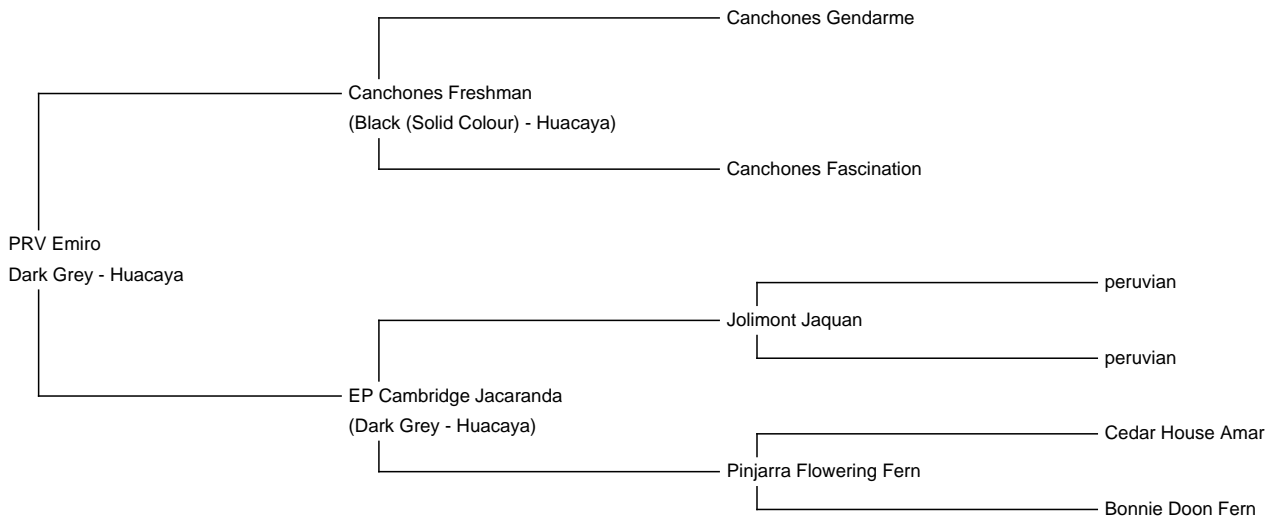 Canchones Gendarme
Canchones Freshman
(Black (Solid Colour) - Huacaya)
Canchones Fascination
PRV Emiro
Dark Grey - Huacaya
peruvian
Jolimont Jaquan
peruvian
EP Cambridge Jacaranda
(Dark Grey - Huacaya)
Cedar House Amar
Pinjarra Flowering Fern
Bonnie Doon Fern